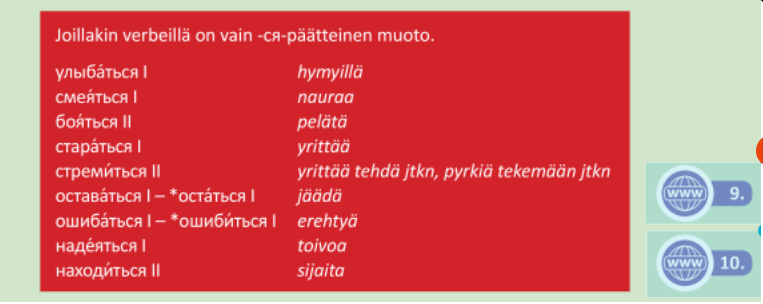 Joillakin verbeillä on vain -ся-päätteinen muoto.
улыба́ться I hymyillä
смея́ться I nauraa
боя́ться II pelätä
стара́ться I yrittää
стреми́ться II yrittää tehdä jtkn, pyrkiä tekemään jtkn
остава́ться I – *оста́ться I jäädä
ошиба́ться I – *ошиби́ться I erehtyä
наде́яться I toivoa
находи́ться II sijaita
www 9.
www 10.